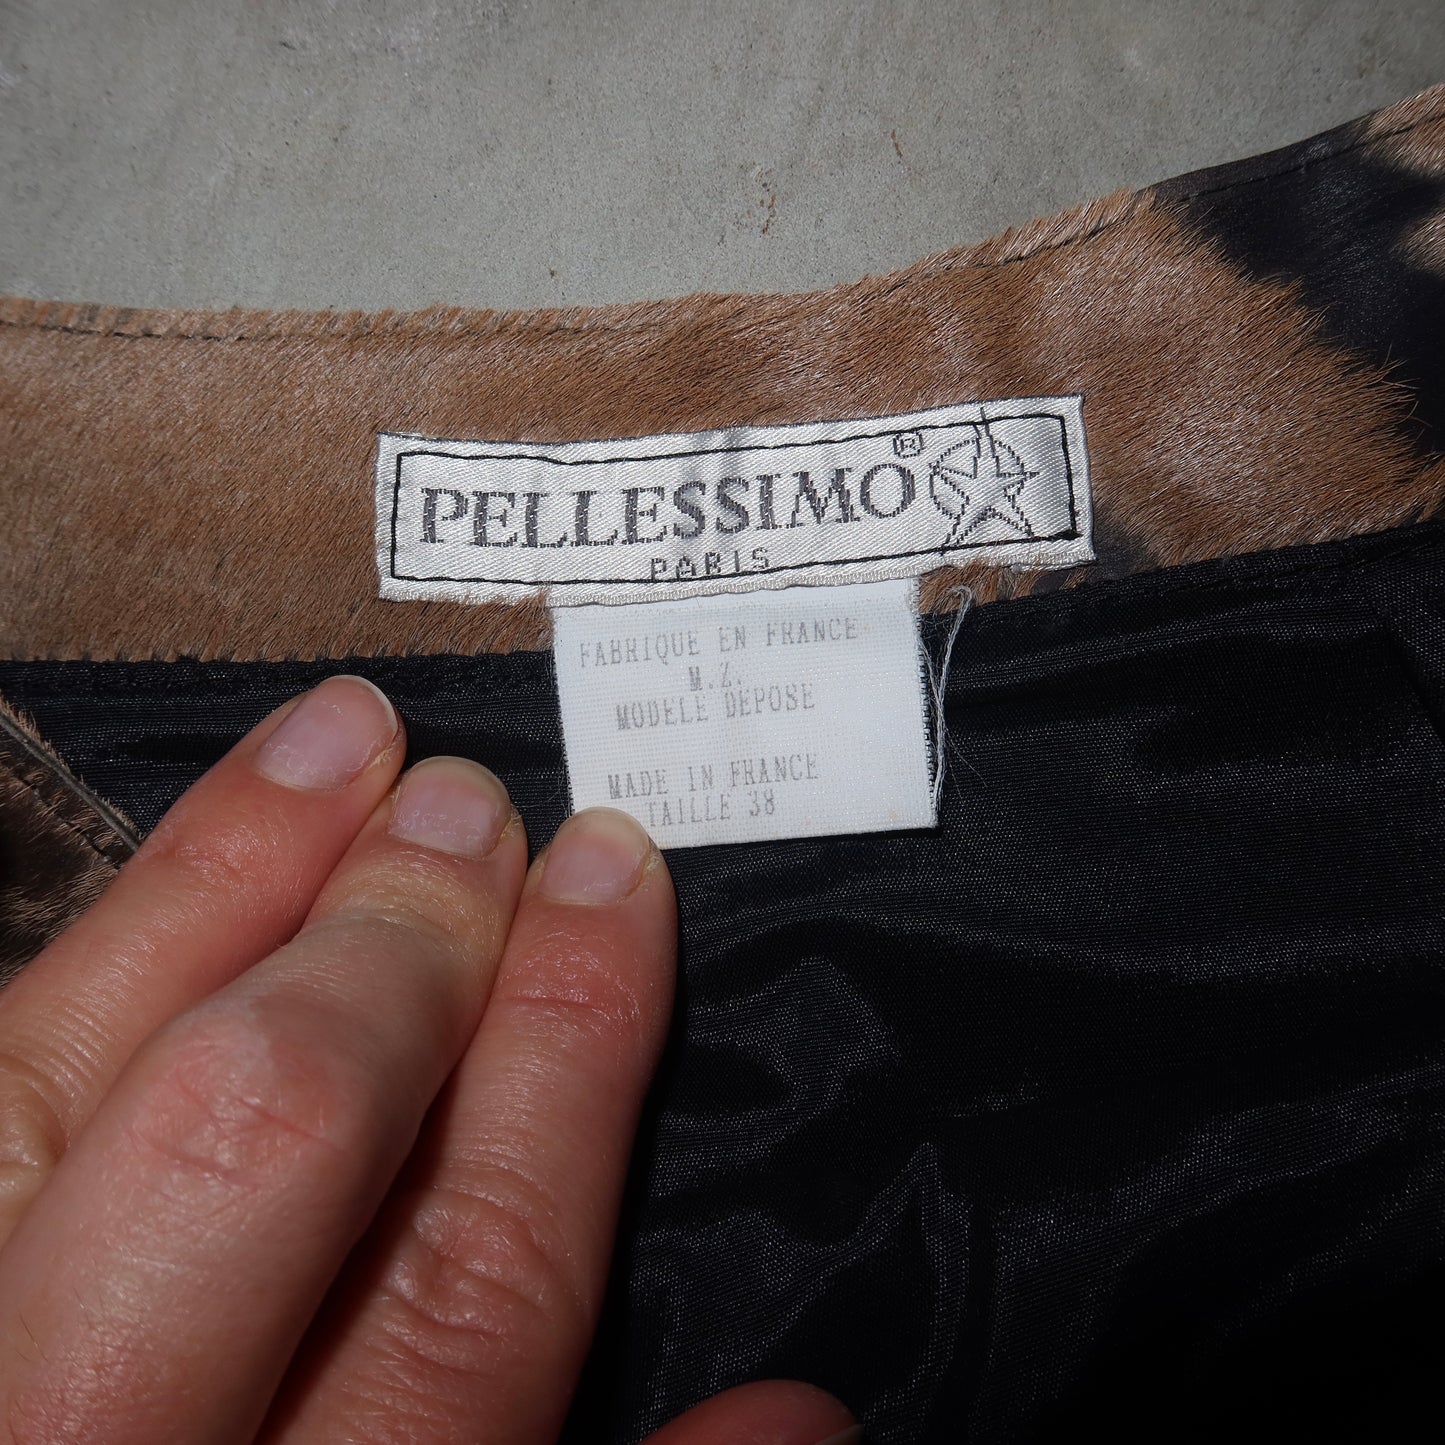 PELLESSIMO®
PARIS
FABRIQUE EN FRANCE
M.Z.
MODELE DEPOSE
MADE IN FRANCE
TAILLE 38